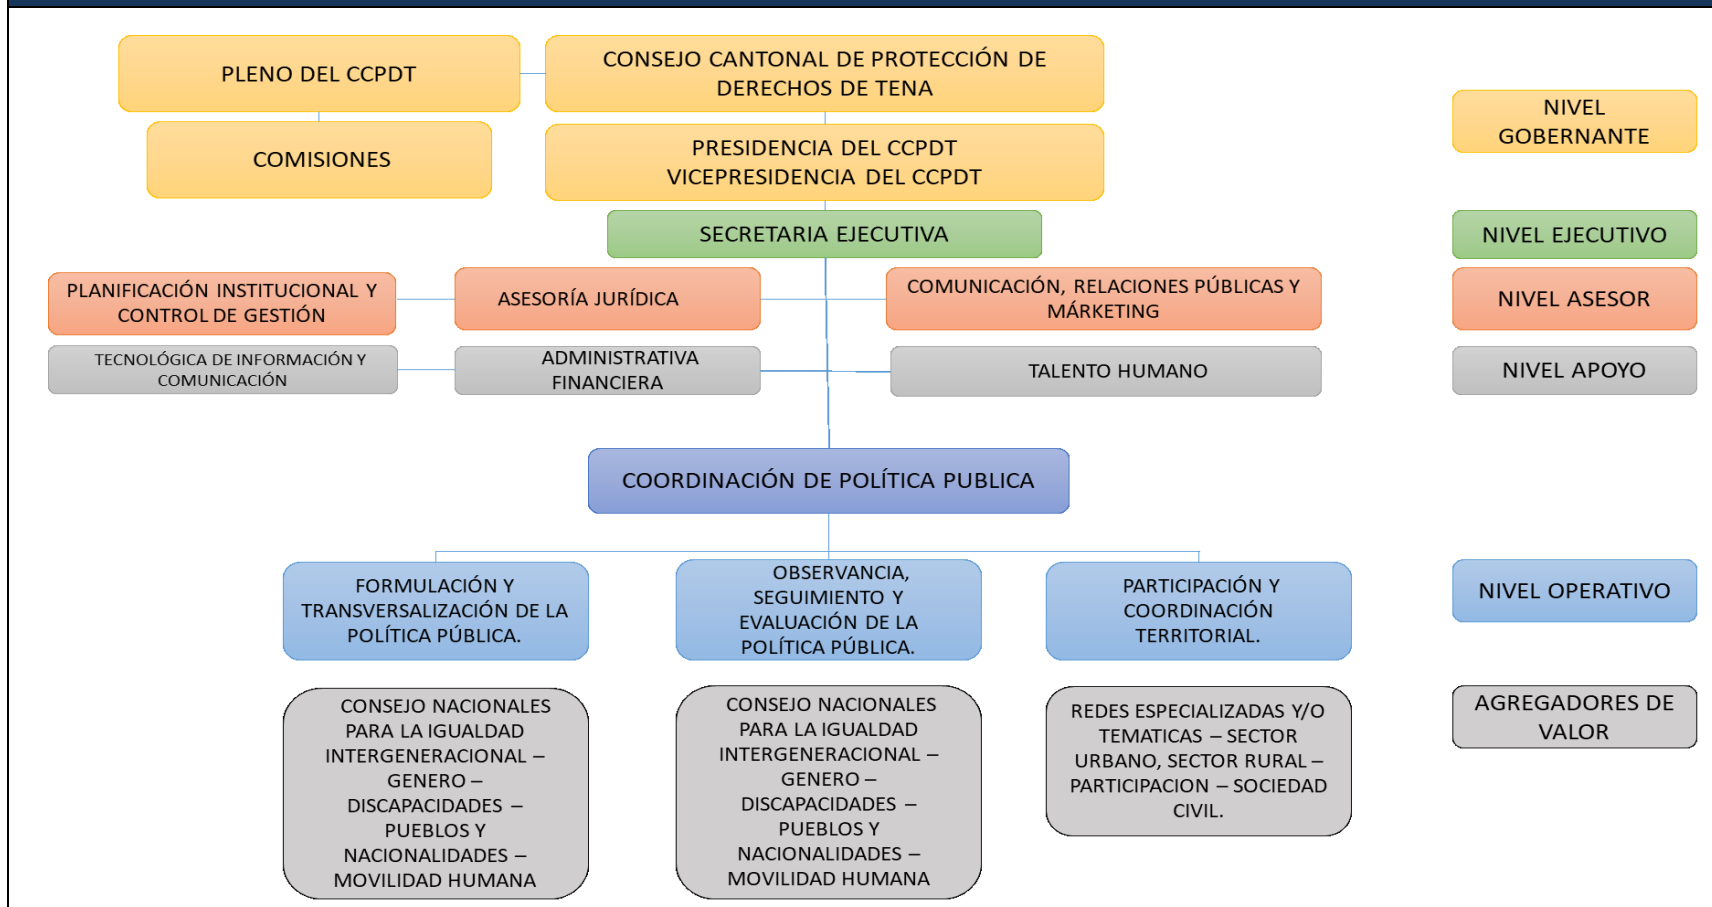 PLENO DEL CCPDT
CONSEJO CANTONAL DE PROTECCIÓN DE
DERECHOS DE TENA
COMISIONES
PRESIDENCIA DEL CCPDT
VICEPRESIDENCIA DEL CCPDT
NIVEL
GOBERNANTE
SECRETARIA EJECUTIVA
NIVEL EJECUTIVO
PLANIFICACIÓN INSTITUCIONAL Y
CONTROL DE GESTIÓN
ASESORÍA JURÍDICA
COMUNICACIÓN, RELACIONES PÚBLICAS Y
MÁRKETING
NIVEL ASESOR
TECNOLÓGICA DE INFORMACIÓN Y
COMUNICACIÓN
ADMINISTRATIVA
FINANCIERA
TALENTO HUMANO
NIVEL APOYO
COORDINACIÓN DE POLÍTICA PUBLICA
FORMULACIÓN Y
TRANSVERSALIZACIÓN DE LA
POLÍTICA PÚBLICA.
OBSERVANCIA,
SEGUIMIENTO Y
EVALUACIÓN DE LA
POLÍTICA PÚBLICA.
PARTICIPACIÓN Y
COORDINACIÓN
TERRITORIAL.
NIVEL OPERATIVO
CONSEJO NACIONALES
PARA LA IGUALDAD
INTERGENERACIONAL –
GENERO –
DISCAPACIDADES –
PUEBLOS Y
NACIONALIDADES –
MOVILIDAD HUMANA
CONSEJO NACIONALES
PARA LA IGUALDAD
INTERGENERACIONAL –
GENERO –
DISCAPACIDADES –
PUEBLOS Y
NACIONALIDADES –
MOVILIDAD HUMANA
REDES ESPECIALIZADAS Y/O
TEMATICAS – SECTOR
URBANO, SECTOR RURAL –
PARTICIPACION – SOCIEDAD
CIVIL.
AGREGADORES DE
VALOR